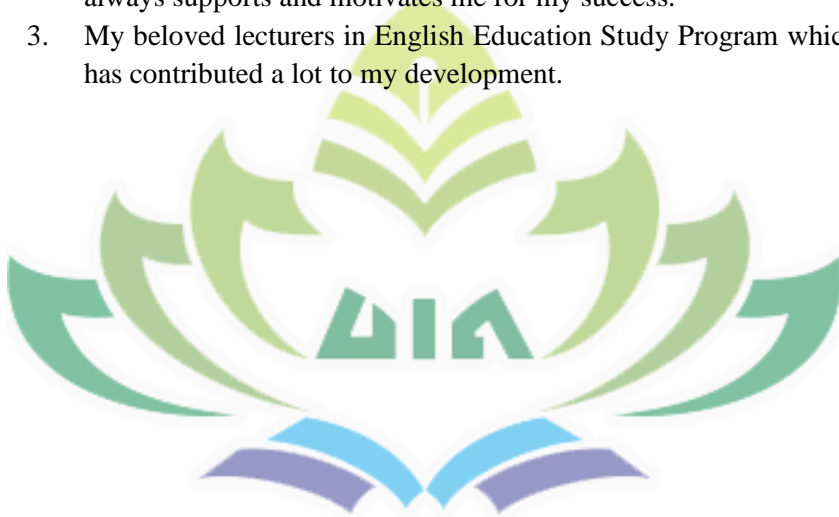 always supports and motivates me for my success.
3. My beloved lecturers in English Education Study Program whic
has contributed a lot to my development.
UIN